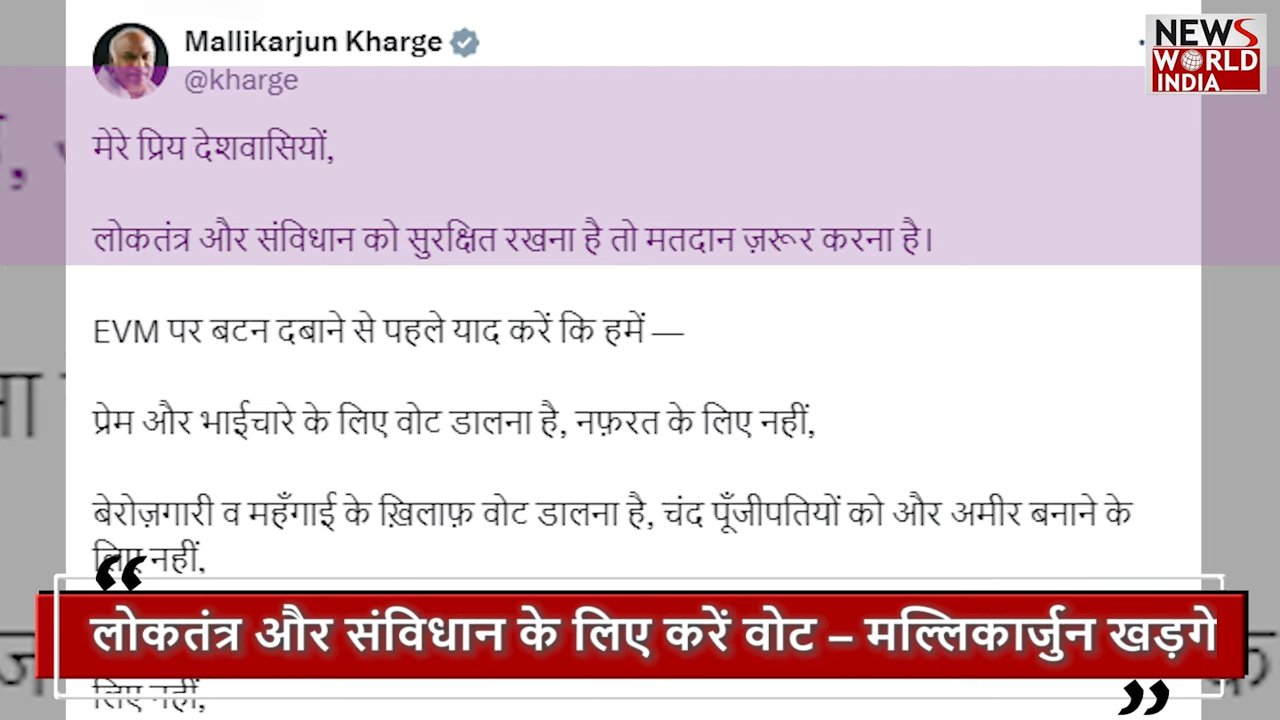 Mallikarjun Kharge
@kharge
NEWS
WORLD
INDIA
मेरे प्रिय देशवासियों,
लोकतंत्र और संविधान को सुरक्षित रखना है तो मतदान ज़रूर करना है।
EVM पर बटन दबाने से पहले याद करें कि हमें —
प्रेम और भाईचारे के लिए वोट डालना है, नफ़रत के लिए नहीं,
बेरोज़गारी व महँगाई के ख़िलाफ़ वोट डालना है, चंद पूँजीपतियों को और अमीर बनाने के
लिए नहीं,
“
लोकतंत्र और संविधान के लिए करें वोट – मल्लिकार्जुन खड़गे
लिए नहीं,
”